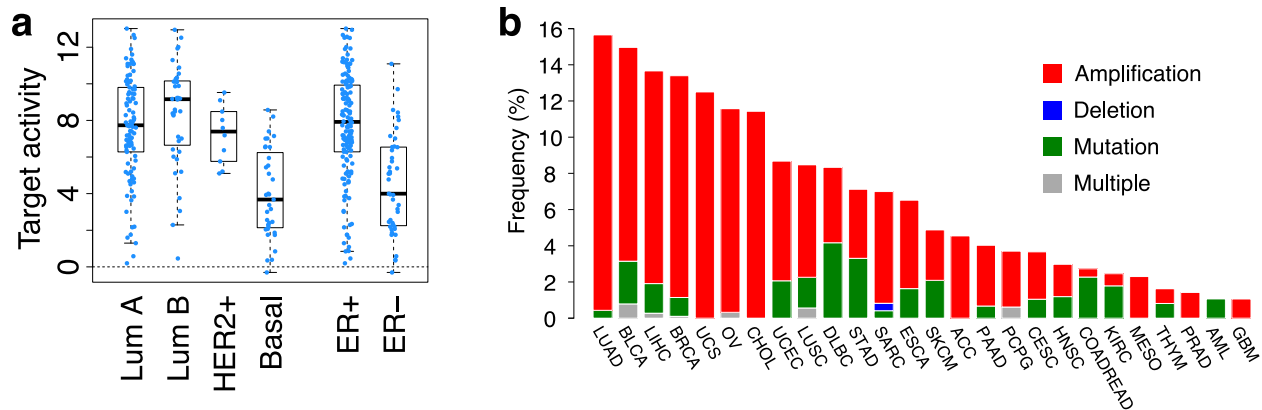 a
Target activity
12
8
4
0
Lum A
Lum B
HER2+
Basal
ER+
ER−
b
Frequency (%)
16
14
12
10
8
6
4
2
0
Amplification
Deletion
Mutation
Multiple
LUAD
BLCA
LIHC
BRCA
UCS
OV
CHOL
UCEC
LUSC
DLBC
STAD
SARC
ESCA
SKCM
ACC
PAAD
PCPG
CESC
HNSC
COADREAD
KIRC
MESO
THYM
PRAD
AML
GBM